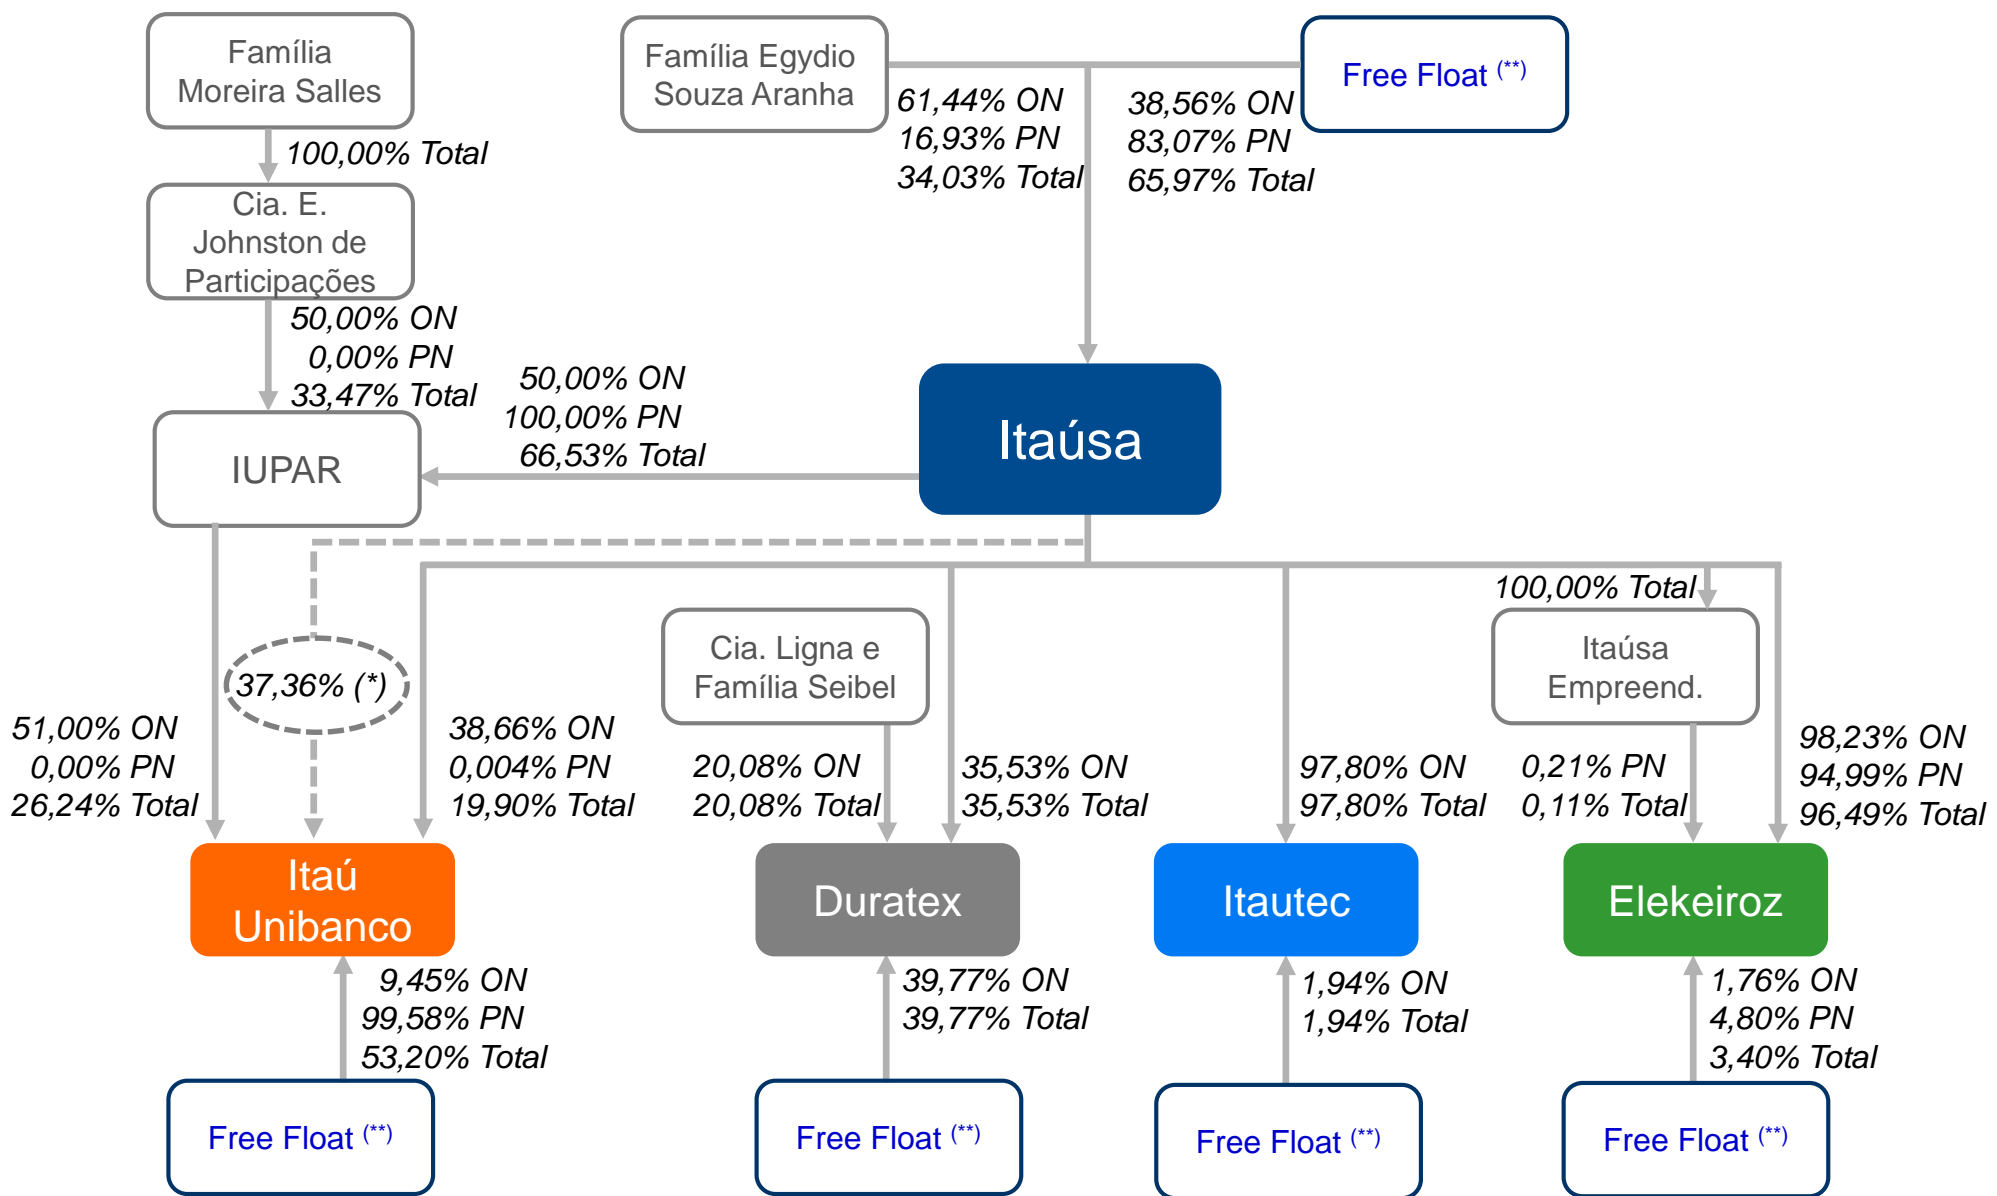 Família
Moreira Salles
Família Egydio
Souza Aranha
Free Float (**)
61,44% ON
16,93% PN
34,03% Total
38,56% ON
83,07% PN
65,97% Total
100,00% Total
Cia. E.
Johnston de
Participações
50,00% ON
0,00% PN
33,47% Total
50,00% ON
100,00% PN
66,53% Total
Itaúsa
IUPAR
100,00% Total
Cia. Ligna e
Família Seibel
Itaúsa
Empreend.
37,36% (*)
51,00% ON
0,00% PN
26,24% Total
38,66% ON
0,004% PN
19,90% Total
20,08% ON
20,08% Total
35,53% ON
35,53% Total
97,80% ON
97,80% Total
0,21% PN
0,11% Total
98,23% ON
94,99% PN
96,49% Total
Itaú
Unibanco
Duratex
Itautec
Elekeiroz
9,45% ON
99,58% PN
53,20% Total
39,77% ON
39,77% Total
1,94% ON
1,94% Total
1,76% ON
4,80% PN
3,40% Total
Free Float (**)
Free Float (**)
Free Float (**)
Free Float (**)